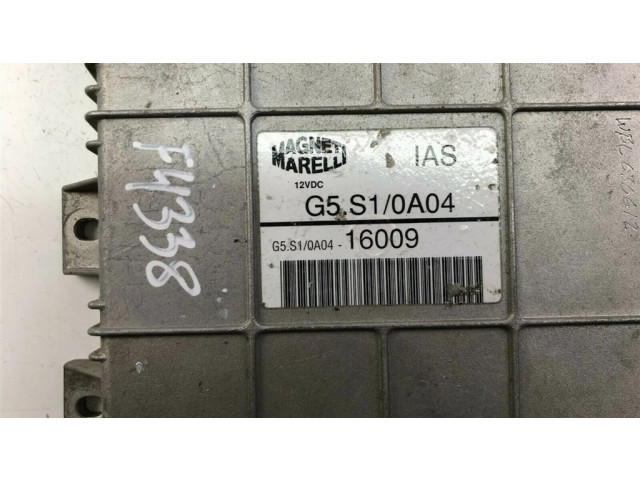 F4338
MAGNETI
MARELLI
IAS
12VDC
G5.S1/0A04
G5.S1/0A04 - 16009